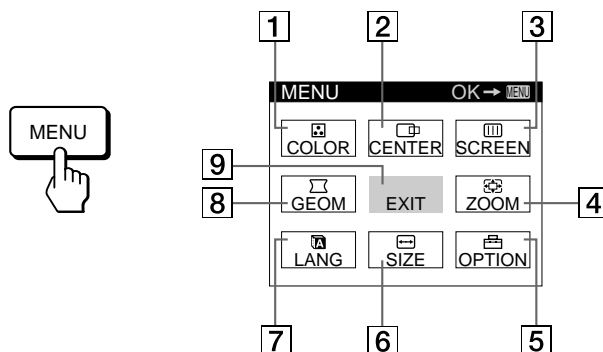 1 2 3
MENU OK → MENU
MENU
COLOR CENTER SCREEN
9
8 GEOM EXIT ZOOM 4
LANG SIZE OPTION
7 6 5